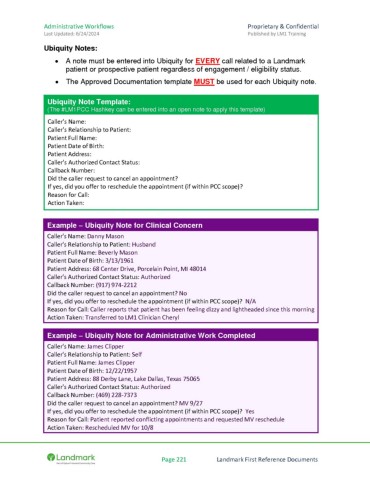 Administrative Workflows Proprietary & Confidential
Last Updated: 6/24/2024 Published by LM1 Training
Ubiquity Notes:
• A note must be entered into Ubiquity for EVERY call related to a Landmark
patient or prospective patient regardless of engagement / eligibility status.
• The Approved Documentation template MUST be used for each Ubiquity note.
Ubiquity Note Template:
(The #LMI PCC Hashkey can be entered into an open note to apply this template)
Caller's Name:
Caller's Relationship to Patient:
Patient Full Name:
Patient Date of Birth:
Patient Address:
Caller's Authorized Contact Status:
Callback Number:
Did the caller request to cancel an appointment?
If yes, did you offer to reschedule the appointment (if within PCC scope)?
Reason for Call:
Action Taken:
Example – Ubiquity Note for Clinical Concern
Caller's Name: Danny Mason
Caller's Relationship to Patient: Husband
Patient Full Name: Beverly Mason
Patient Date of Birth: 3/13/1961
Patient Address: 68 Center Drive, Porcelain Point, MI 48014
Caller's Authorized Contact Status: Authorized
Callback Number: (917) 974-2212
Did the caller request to cancel an appointment? No
If yes, did you offer to reschedule the appointment (if within PCC scope)? N/A
Reason for Call: Caller reports that patient has been feeling dizzy and lightheaded since this morning
Action Taken: Transferred to LM1 Clinician Cheryl
Example – Ubiquity Note for Administrative Work Completed
Caller's Name: James Clipper
Caller's Relationship to Patient: Self
Patient Full Name: James Clipper
Patient Date of Birth: 12/22/1957
Patient Address: 88 Derby Lane, Lake Dallas, Texas 75065
Caller's Authorized Contact Status: Authorized
Callback Number: (469) 228-7373
Did the caller request to cancel an appointment? MV 9/27
If yes, did you offer to reschedule the appointment (if within PCC scope)? Yes
Reason for Call: Patient reported conflicting appointments and requested MV reschedule
Action Taken: Rescheduled MV for 10/8
Landmark Page 221 Landmark First Reference Documents